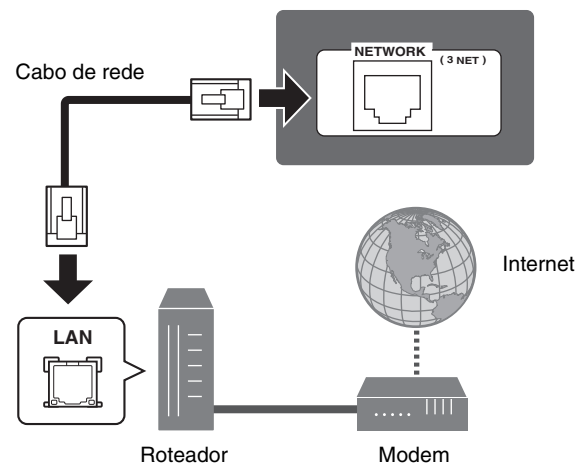 NETWORK
( 3 NET )
Cabo de rede
Internet
LAN
Roteador
Modem